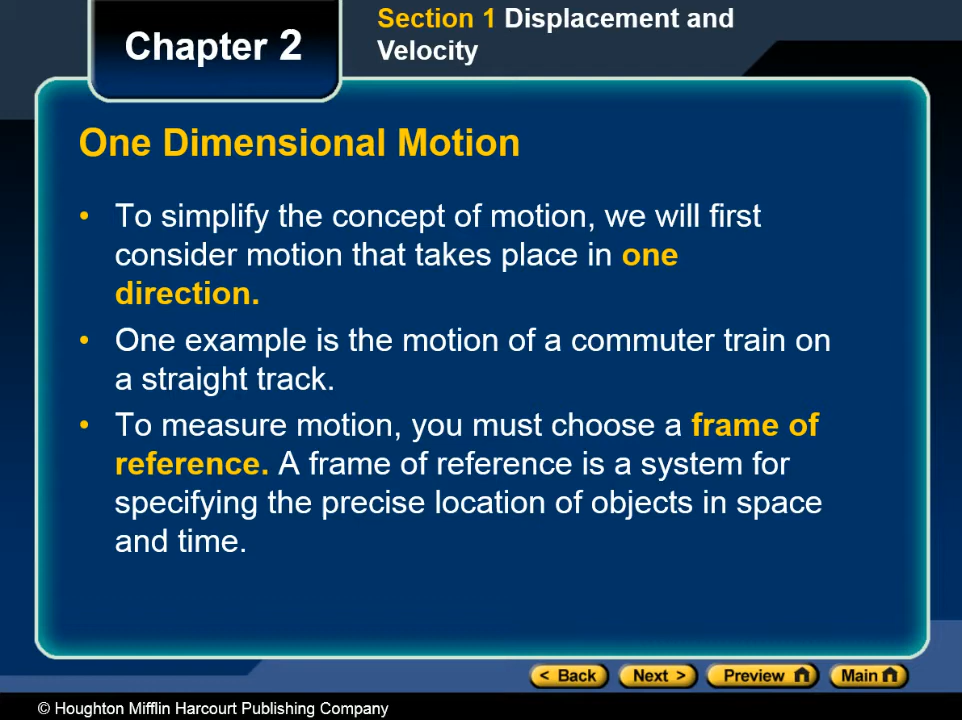 Chapter 2
Section 1 Displacement and
Velocity
One Dimensional Motion
• To simplify the concept of motion, we will first
consider motion that takes place in one
direction.
• One example is the motion of a commuter train on
a straight track.
• To measure motion, you must choose a frame of
reference. A frame of reference is a system for
specifying the precise location of objects in space
and time.
< Back
Next >
Preview
Main
© Houghton Mifflin Harcourt Publishing Company